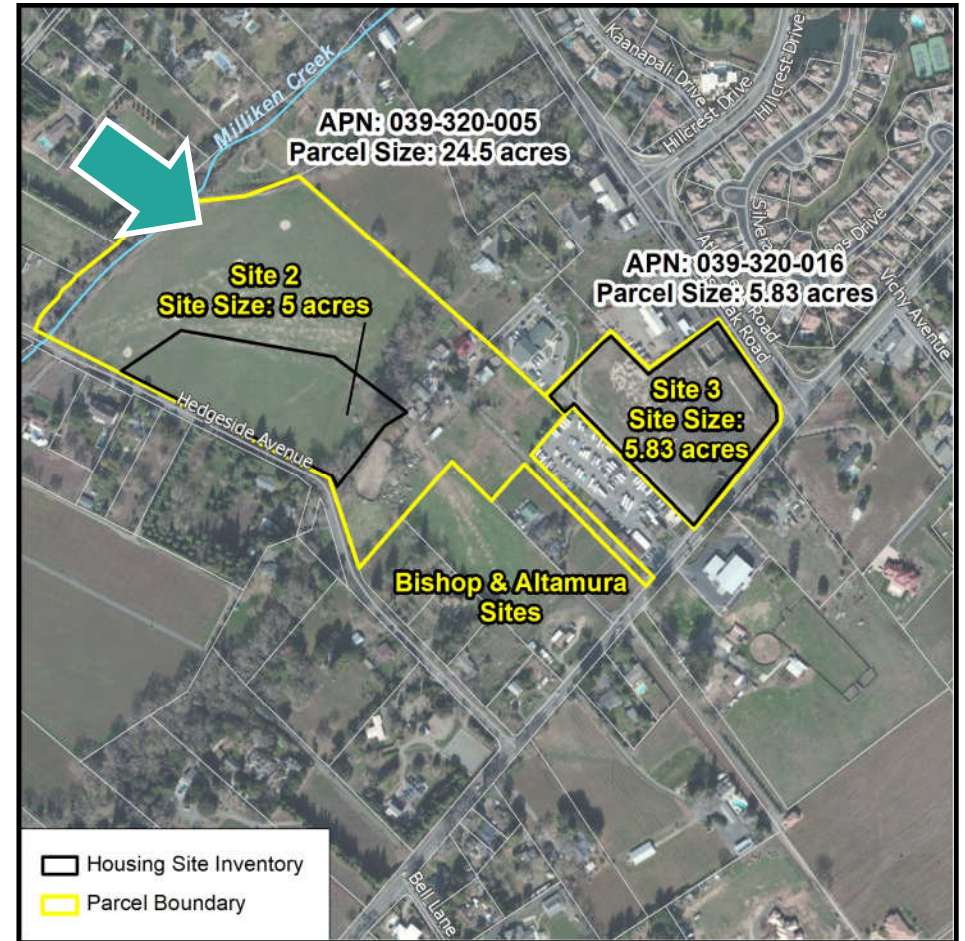 Kaanapali Drive
Hillcrest Drive
Hillcrest Drive
Milliken Creek
APN: 039-320-005
Parcel Size: 24.5 acres
Vichy Avenue
APN: 039-320-016
Parcel Size: 5.83 acres
Site 2
Site Size: 5 acres
Site 3
Site Size:
5.83 acres
Hedgeside Avenue
Bishop & Altamura
Sites
Bell Lane
Housing Site Inventory
Parcel Boundary